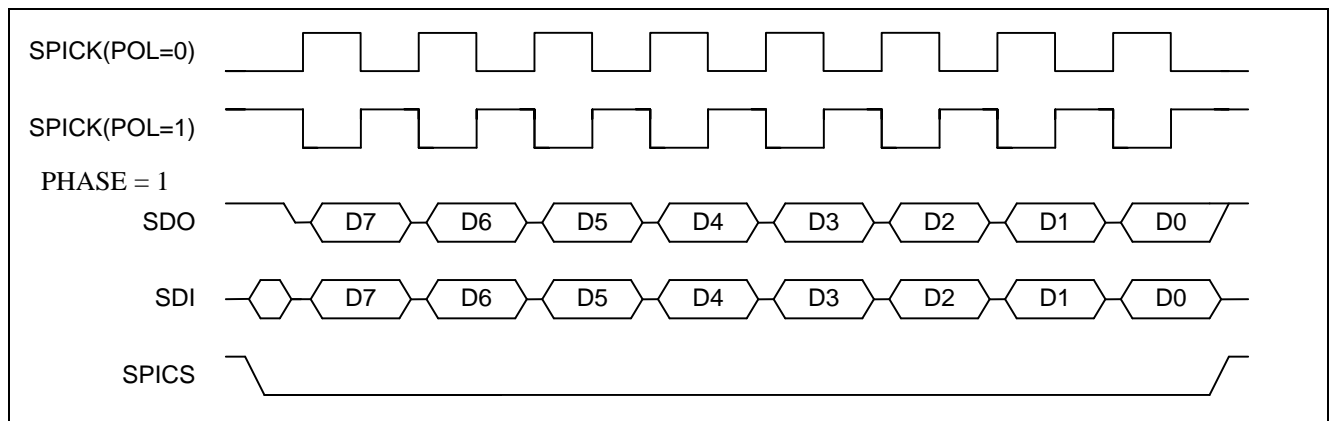 SPICK(POL=0)
SPICK(POL=1)
PHASE = 1
SDO D7 D6 D5 D4 D3 D2 D1 D0
SDI D7 D6 D5 D4 D3 D2 D1 D0
SPICS